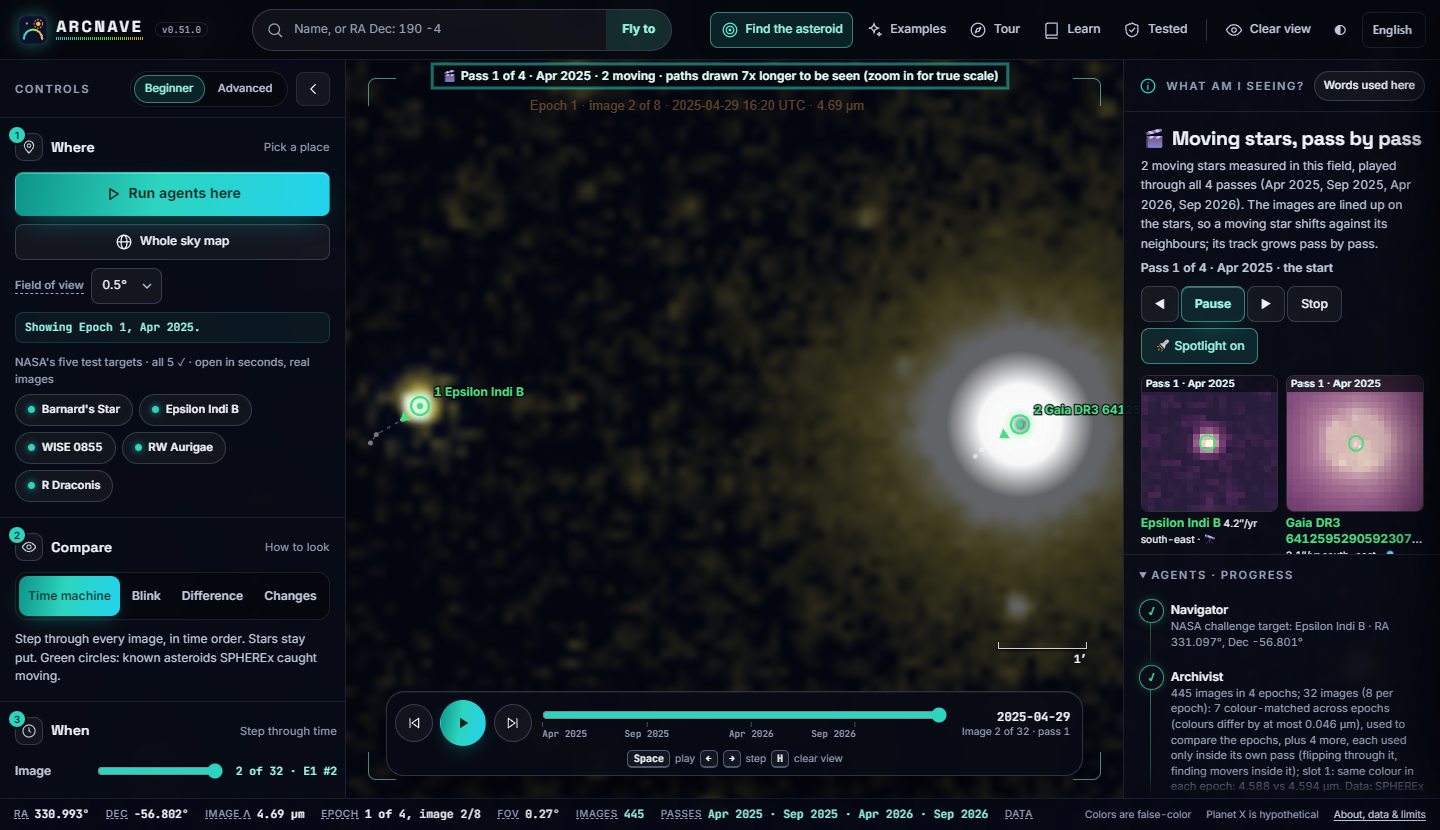 ARCNAVE
v0.51.0
Name, or RA Dec: 190 -4
Fly to
Find the asteroid
Examples
Tour
Learn
Tested
Clear view
English
CONTROLS
Beginner
Advanced
1
Where
Pick a place
Run agents here
Whole sky map
Field of view
0.5°
Showing Epoch 1, Apr 2025.
NASA's five test targets · all 5 ✓ · open in seconds, real
images
Barnard's Star
Epsilon Indi B
WISE 0855
RW Aurigae
R Draconis
2
Compare
How to look
Time machine
Blink
Difference
Changes
Step through every image, in time order. Stars stay
put. Green circles: known asteroids SPHEREx caught
moving.
3
When
Step through time
Image
2 of 32 · E1 #2
Pass 1 of 4 · Apr 2025 · 2 moving · paths drawn 7x longer to be seen (zoom in for true scale)
Epoch 1 · image 2 of 8 · 2025-04-29 16:20 UTC · 4.69 µm
1 Epsilon Indi B
2 Gaia DR3 6412
1′
Apr 2025
Sep 2025
Apr 2026
Sep 2026
2025-04-29
Image 2 of 32 · pass 1
Space play ← → step H clear view
WHAT AM I SEEING?
Words used here
Moving stars, pass by pass
2 moving stars measured in this field, played
through all 4 passes (Apr 2025, Sep 2025, Apr
2026, Sep 2026). The images are lined up on
the stars, so a moving star shifts against its
neighbours; its track grows pass by pass.
Pass 1 of 4 · Apr 2025 · the start
Pause
Stop
Spotlight on
Pass 1 · Apr 2025
Pass 1 · Apr 2025
Epsilon Indi B 4.2"/yr
south-east ·
Gaia DR3
6412595290592307...
AGENTS · PROGRESS
Navigator
NASA challenge target: Epsilon Indi B · RA
331.097°, Dec -56.801°
Archivist
445 images in 4 epochs; 32 images (8 per
epoch): 7 colour-matched across epochs
(colours differ by at most 0.046 µm), used to
compare the epochs, plus 4 more, each used
only inside its own pass (flipping through it,
finding movers inside it); slot 1: same colour in
each epoch: 4.588 vs 4.594 µm. Data: SPHEREx
RA 330.993°
DEC -56.802°
IMAGE Λ 4.69 µm
EPOCH 1 of 4, image 2/8
FOV 0.27°
IMAGES 445
PASSES Apr 2025 · Sep 2025 · Apr 2026 · Sep 2026
DATA
Colors are false-color
Planet X is hypothetical
About, data & limits